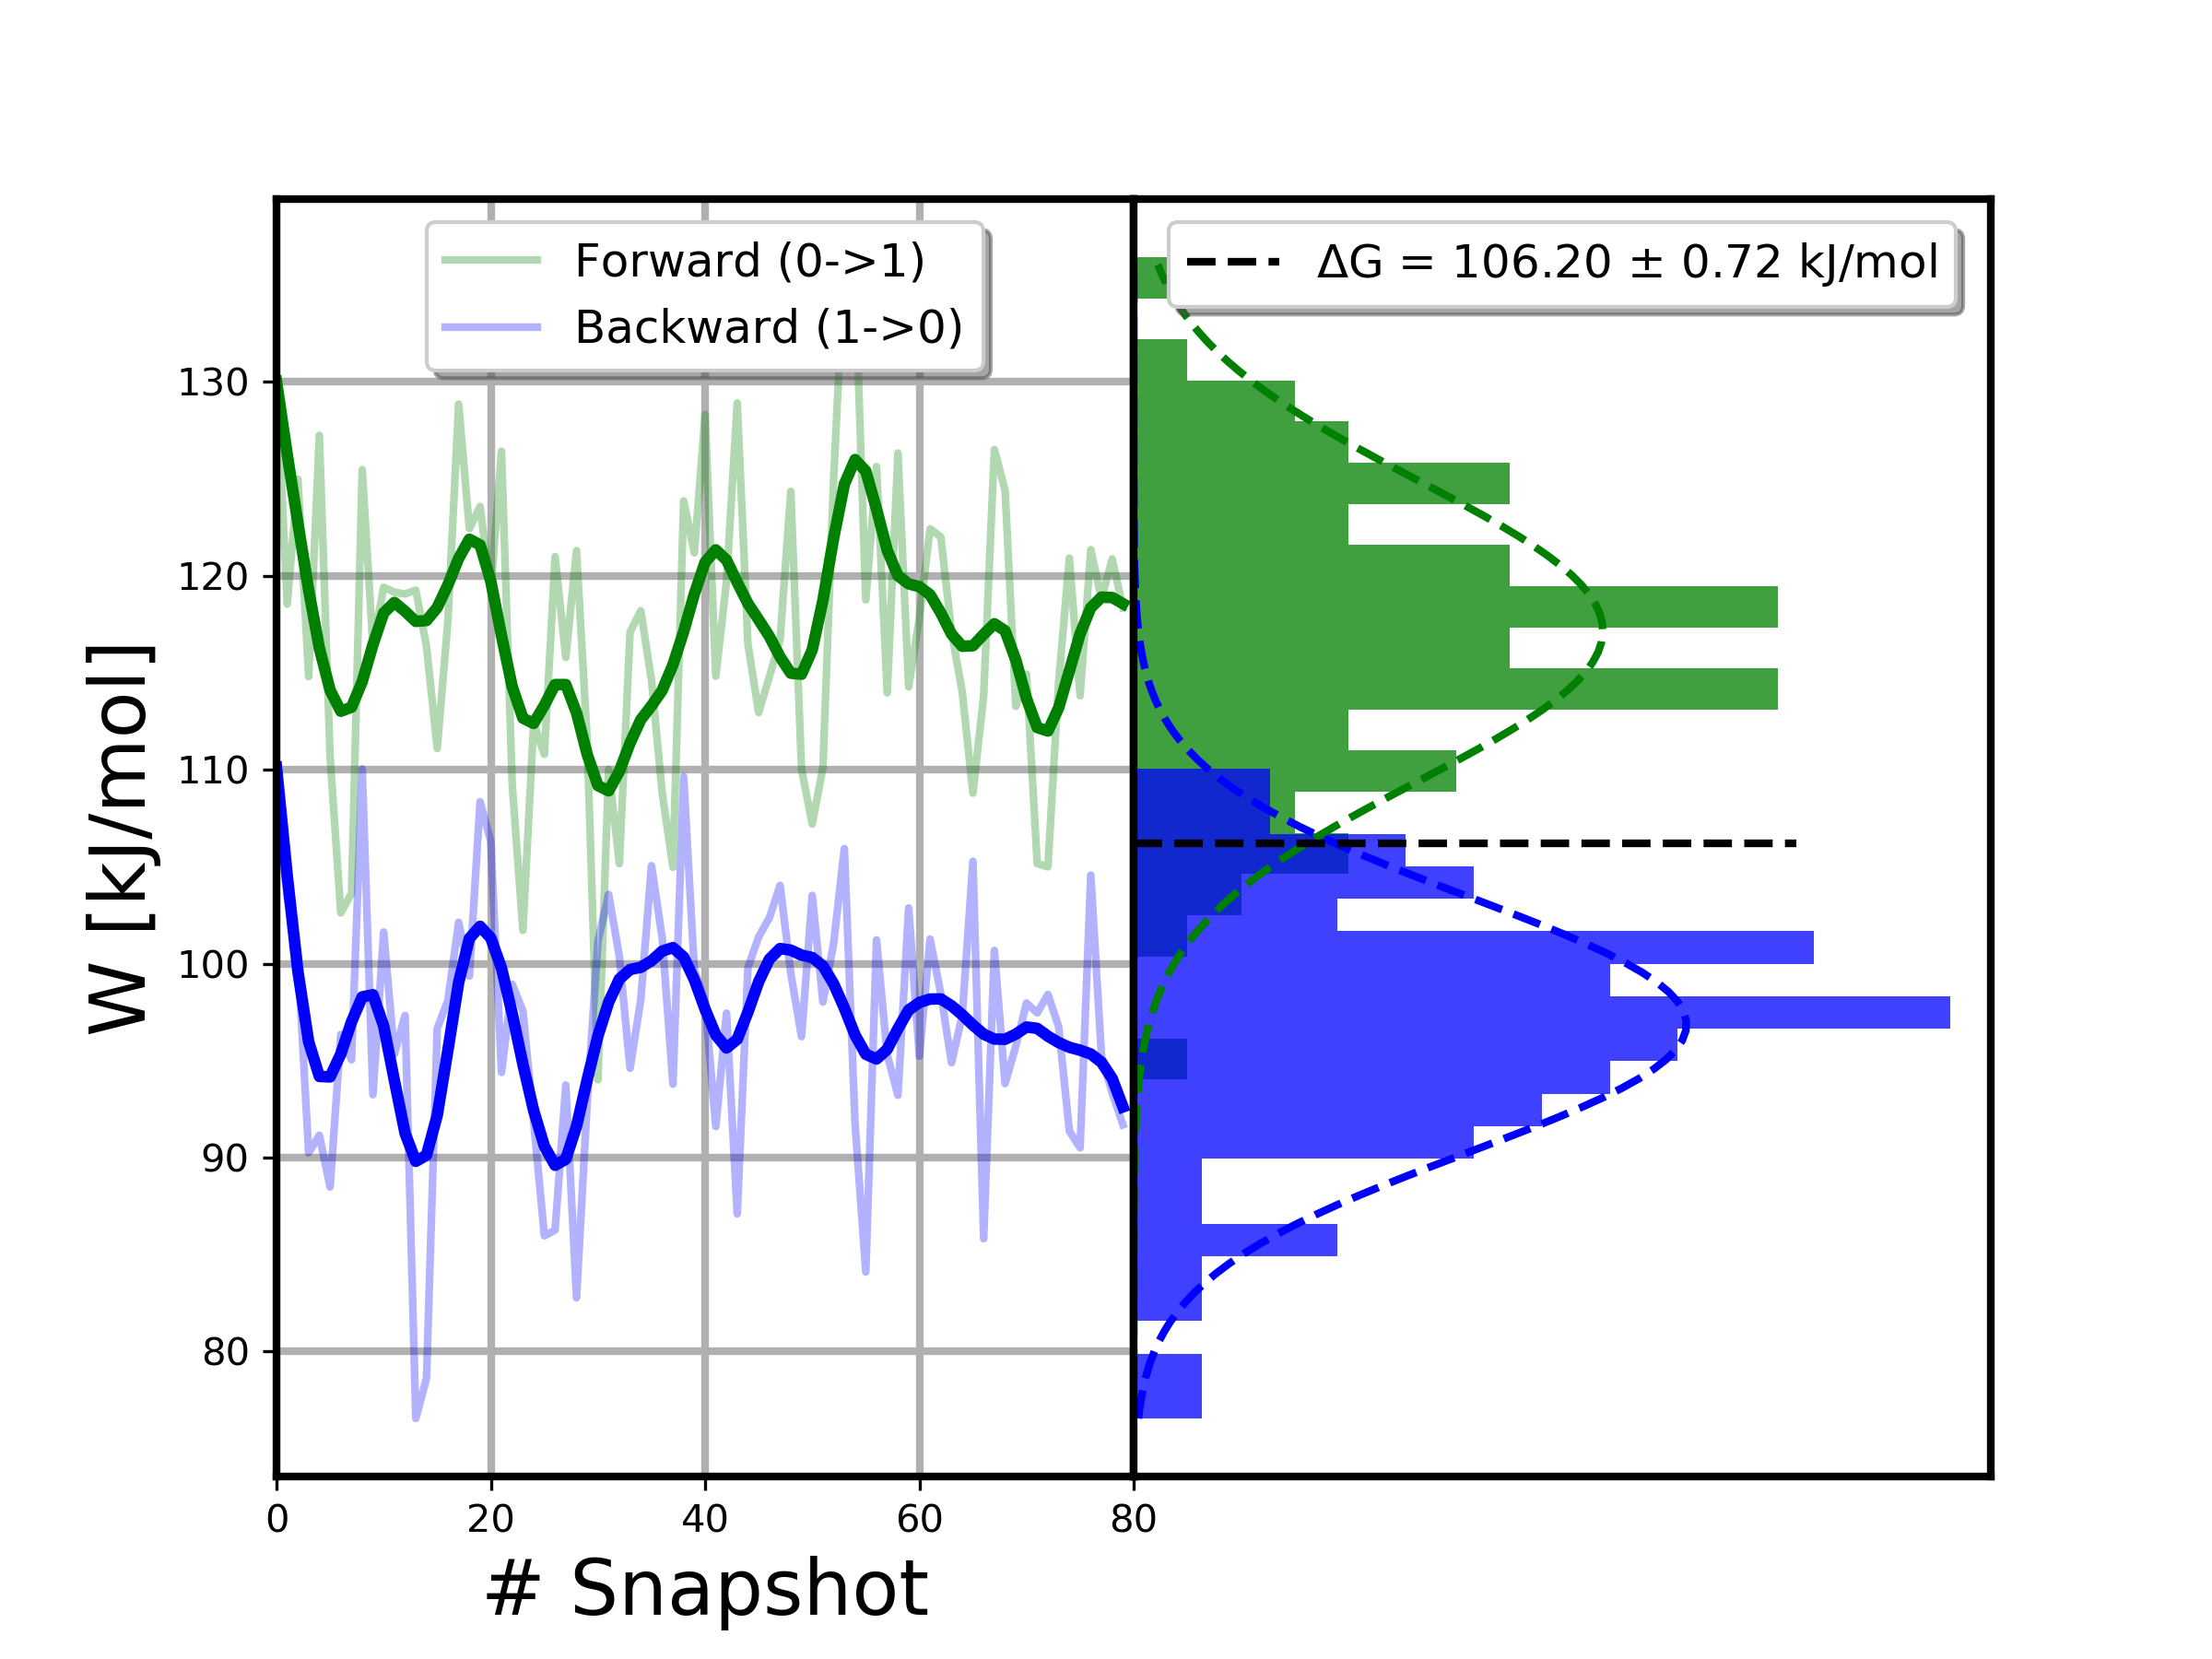 Forward (0->1)
Backward (1->0)
ΔG = 106.20 ± 0.72 kJ/mol
130
120
110
100
90
80
W [kJ/mol]
0
20
40
60
80
# Snapshot